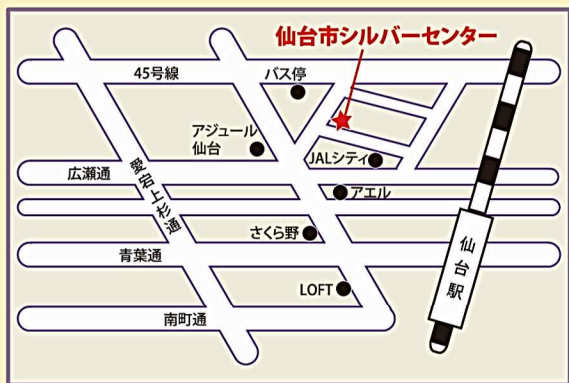 仙台市シルバーセンター
45号線
バス停
アジュール
仙台
JALシティ
広瀬通
アエル
愛宕上杉通
さくら野
青葉通
仙台駅
LOFT
南町通